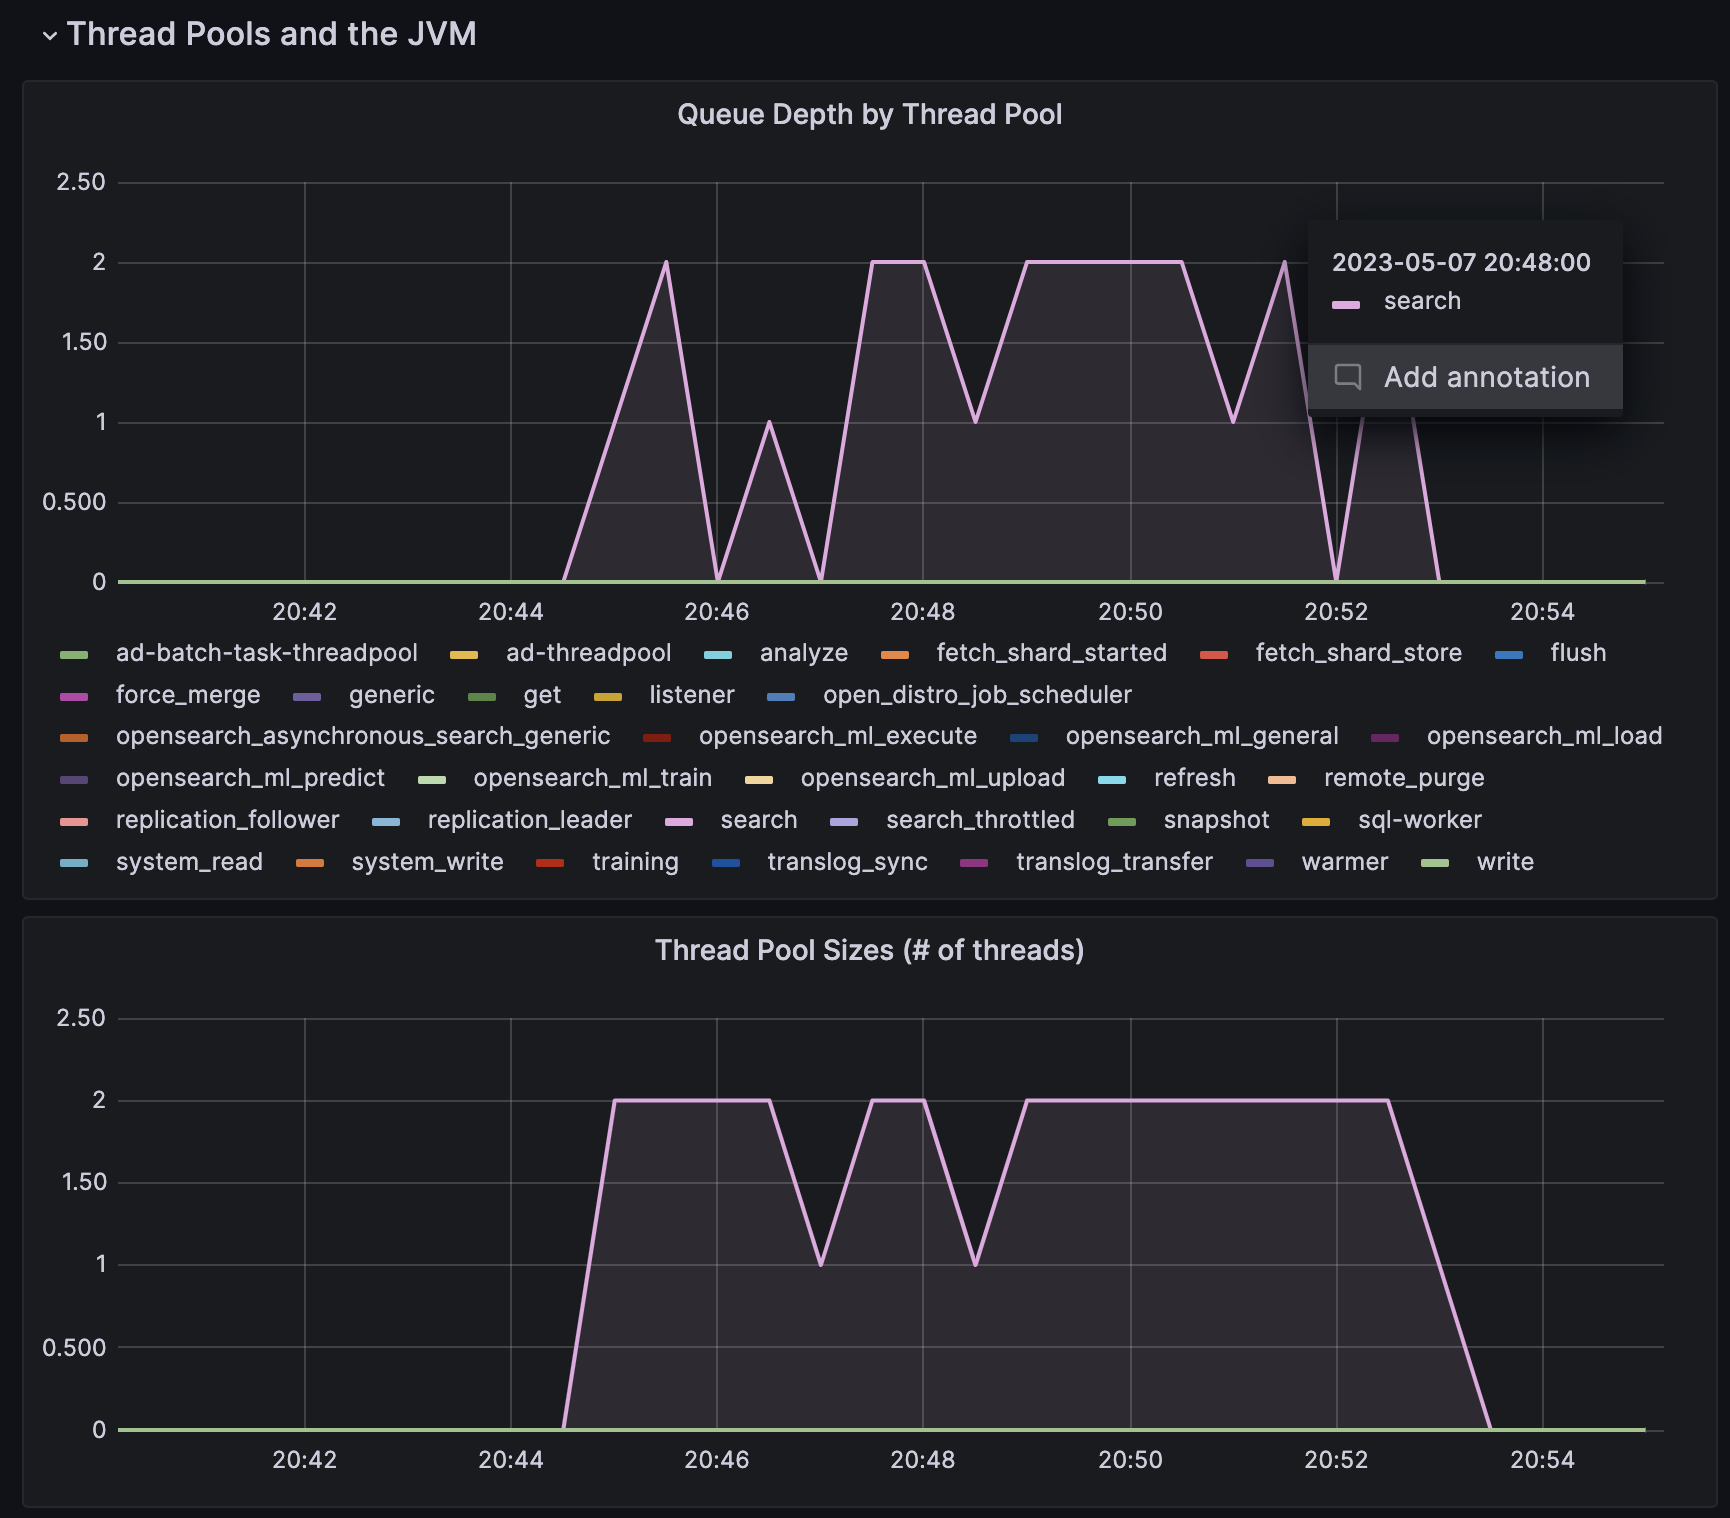 Thread Pools and the JVM
Queue Depth by Thread Pool
2.50
2
1.50
1
0.500
0
2023-05-07 20:48:00
search
Add annotation
20:42 20:44 20:46 20:48 20:50 20:52 20:54
ad-batch-task-threadpool ad-threadpool analyze fetch_shard_started fetch_shard_store flush
force_merge generic get listener open_distro_job_scheduler
opensearch_asynchronous_search_generic opensearch_ml_execute opensearch_ml_general opensearch_ml_load
opensearch_ml_predict opensearch_ml_train opensearch_ml_upload refresh remote_purge
replication_follower replication_leader search search_throttled snapshot sql-worker
system_read system_write training translog_sync translog_transfer warmer write
Thread Pool Sizes (# of threads)
2.50
2
1.50
1
0.500
0
20:42 20:44 20:46 20:48 20:50 20:52 20:54